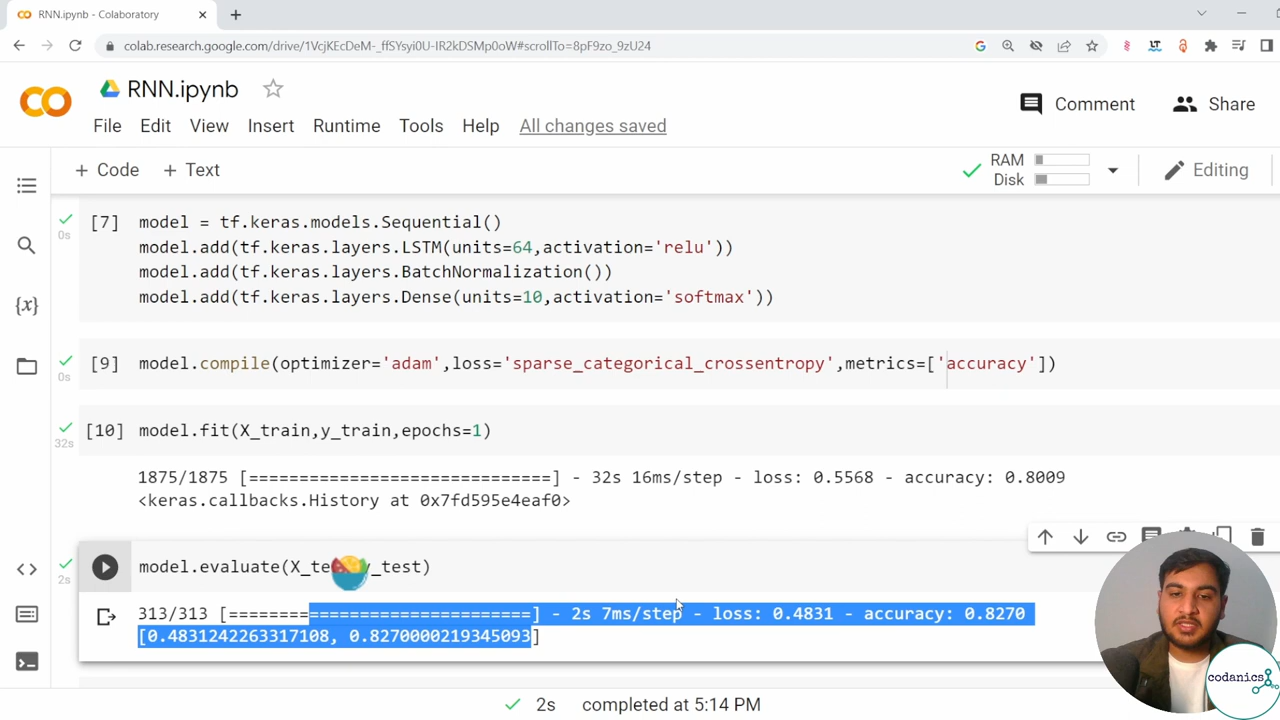 RNN.ipynb - Colaboratory
colab.research.google.com/drive/1VcjKEcDeM-_ffSYsyi0U-IR2kDSMp0oW#scrollTo=8pF9zo_9zU24
RNN.ipynb
Comment
Share
File Edit View Insert Runtime Tools Help All changes saved
+ Code + Text
RAM
Disk
Editing
[7] model = tf.keras.models.Sequential()
0s model.add(tf.keras.layers.LSTM(units=64,activation='relu'))
model.add(tf.keras.layers.BatchNormalization())
model.add(tf.keras.layers.Dense(units=10,activation='softmax'))
[9] model.compile(optimizer='adam',loss='sparse_categorical_crossentropy',metrics=['accuracy'])
0s
[10] model.fit(X_train,y_train,epochs=1)
32s
1875/1875 [==============================] - 32s 16ms/step - loss: 0.5568 - accuracy: 0.8009
<keras.callbacks.History at 0x7fd595e4eaf0>
model.evaluate(X_te y_test)
2s
313/313 [==============================] - 2s 7ms/step - loss: 0.4831 - accuracy: 0.8270
[0.4831242263317108, 0.8270000219345093]
codanics
2s completed at 5:14 PM